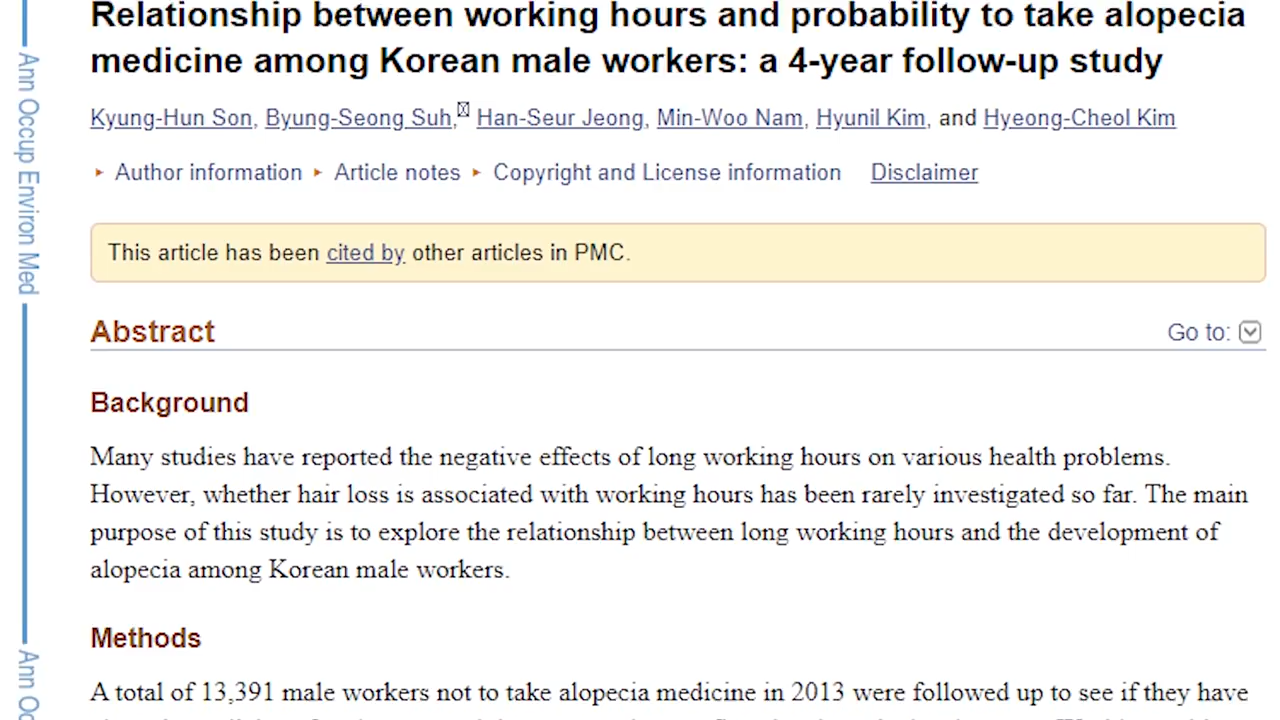 Relationship between working hours and probability to take alopecia
medicine among Korean male workers: a 4-year follow-up study
Kyung-Hun Son, Byung-Seong Suh, Han-Seur Jeong, Min-Woo Nam, Hyunil Kim, and Hyeong-Cheol Kim
Author information Article notes Copyright and License information Disclaimer
This article has been cited by other articles in PMC.
Abstract
Go to:
Background
Many studies have reported the negative effects of long working hours on various health problems.
However, whether hair loss is associated with working hours has been rarely investigated so far. The main
purpose of this study is to explore the relationship between long working hours and the development of
alopecia among Korean male workers.
Methods
A total of 13,391 male workers not to take alopecia medicine in 2013 were followed up to see if they have
Ann Occup Environ Med
Ann Oc